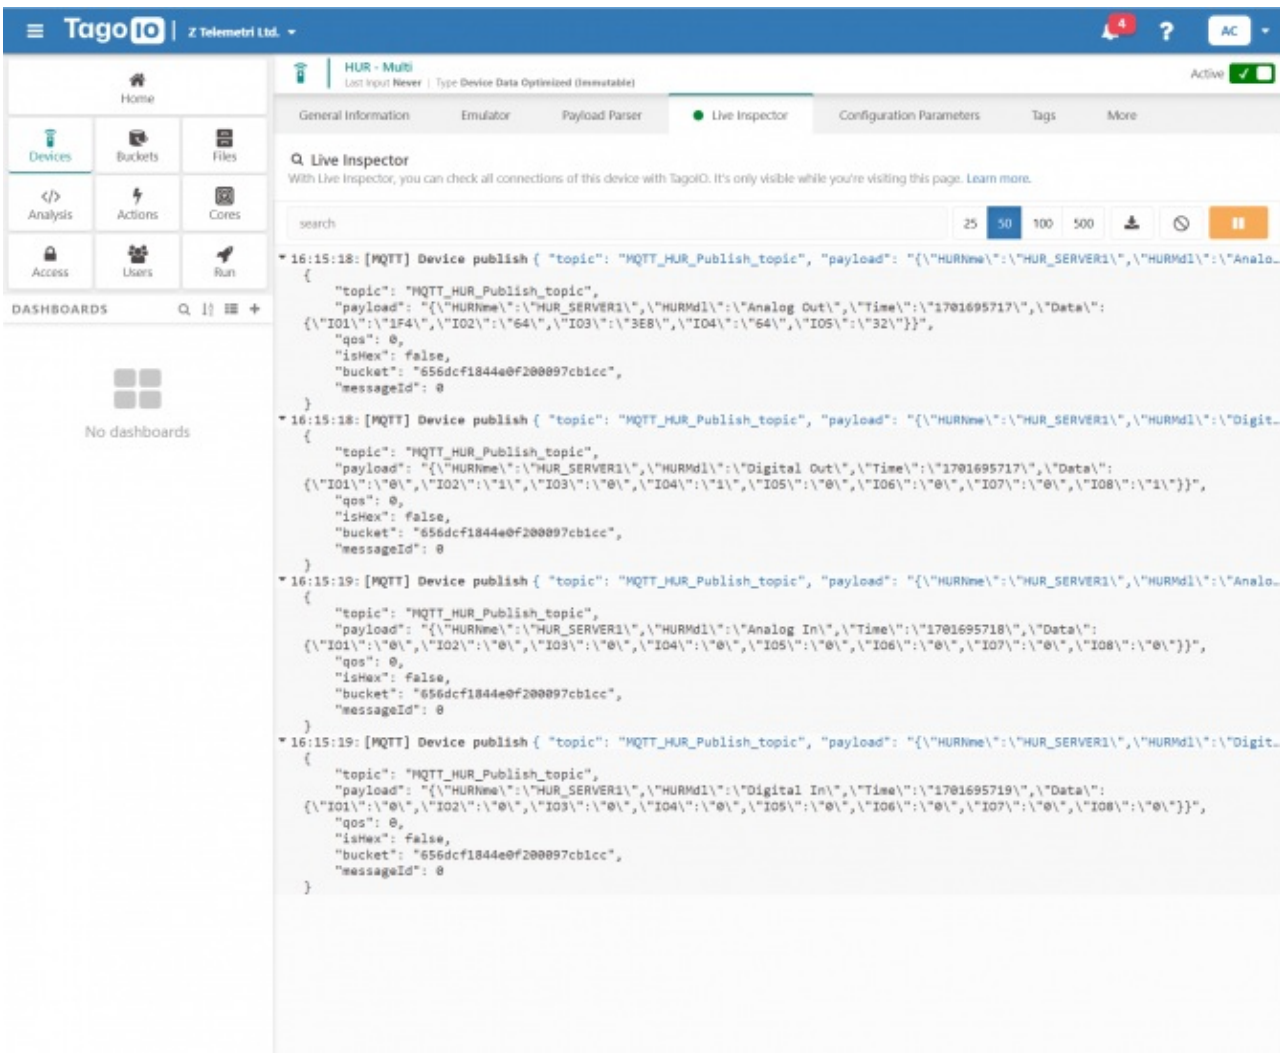 TagoIO | Z Telemetri Ltd.
4
?
AC
Home
Devices
Buckets
Files
Analysis
Actions
Cores
Access
Users
Run
DASHBOARDS
No dashboards
HUR - Multi
Last Input Never | Type Device Data Optimized (Immutable)
Active
General Information
Emulator
Payload Parser
Live Inspector
Configuration Parameters
Tags
More
Live Inspector
With Live Inspector, you can check all connections of this device with TagoIO. It's only visible while you're visiting this page. Learn more.
search
25
50
100
500
16:15:18: [MQTT] Device publish { "topic": "MQTT_HUR_Publish_topic", "payload": "{\"HURNme\":\"HUR_SERVER1\",\"HURMdl\":\"Analo...
{
"topic": "MQTT_HUR_Publish_topic",
"payload": "{\"HURNme\":\"HUR_SERVER1\",\"HURMdl\":\"Analog Out\",\"Time\":\"1701695717\",\"Data\":
{\"IO1\":\"1F4\",\"IO2\":\"64\",\"IO3\":\"3E8\",\"IO4\":\"64\",\"IO5\":\"32\"}}",
"qos": 0,
"isHex": false,
"bucket": "656dcf1844e0f200097cb1cc",
"messageId": 0
}
16:15:18: [MQTT] Device publish { "topic": "MQTT_HUR_Publish_topic", "payload": "{\"HURNme\":\"HUR_SERVER1\",\"HURMdl\":\"Digit...
{
"topic": "MQTT_HUR_Publish_topic",
"payload": "{\"HURNme\":\"HUR_SERVER1\",\"HURMdl\":\"Digital Out\",\"Time\":\"1701695717\",\"Data\":
{\"IO1\":\"0\",\"IO2\":\"1\",\"IO3\":\"0\",\"IO4\":\"1\",\"IO5\":\"0\",\"IO6\":\"0\",\"IO7\":\"0\",\"IO8\":\"1\"}}",
"qos": 0,
"isHex": false,
"bucket": "656dcf1844e0f200097cb1cc",
"messageId": 0
}
16:15:19: [MQTT] Device publish { "topic": "MQTT_HUR_Publish_topic", "payload": "{\"HURNme\":\"HUR_SERVER1\",\"HURMdl\":\"Analo...
{
"topic": "MQTT_HUR_Publish_topic",
"payload": "{\"HURNme\":\"HUR_SERVER1\",\"HURMdl\":\"Analog In\",\"Time\":\"1701695718\",\"Data\":
{\"IO1\":\"0\",\"IO2\":\"0\",\"IO3\":\"0\",\"IO4\":\"0\",\"IO5\":\"0\",\"IO6\":\"0\",\"IO7\":\"0\",\"IO8\":\"0\"}}",
"qos": 0,
"isHex": false,
"bucket": "656dcf1844e0f200097cb1cc",
"messageId": 0
}
16:15:19: [MQTT] Device publish { "topic": "MQTT_HUR_Publish_topic", "payload": "{\"HURNme\":\"HUR_SERVER1\",\"HURMdl\":\"Digit...
{
"topic": "MQTT_HUR_Publish_topic",
"payload": "{\"HURNme\":\"HUR_SERVER1\",\"HURMdl\":\"Digital In\",\"Time\":\"1701695719\",\"Data\":
{\"IO1\":\"0\",\"IO2\":\"0\",\"IO3\":\"0\",\"IO4\":\"0\",\"IO5\":\"0\",\"IO6\":\"0\",\"IO7\":\"0\",\"IO8\":\"0\"}}",
"qos": 0,
"isHex": false,
"bucket": "656dcf1844e0f200097cb1cc",
"messageId": 0
}